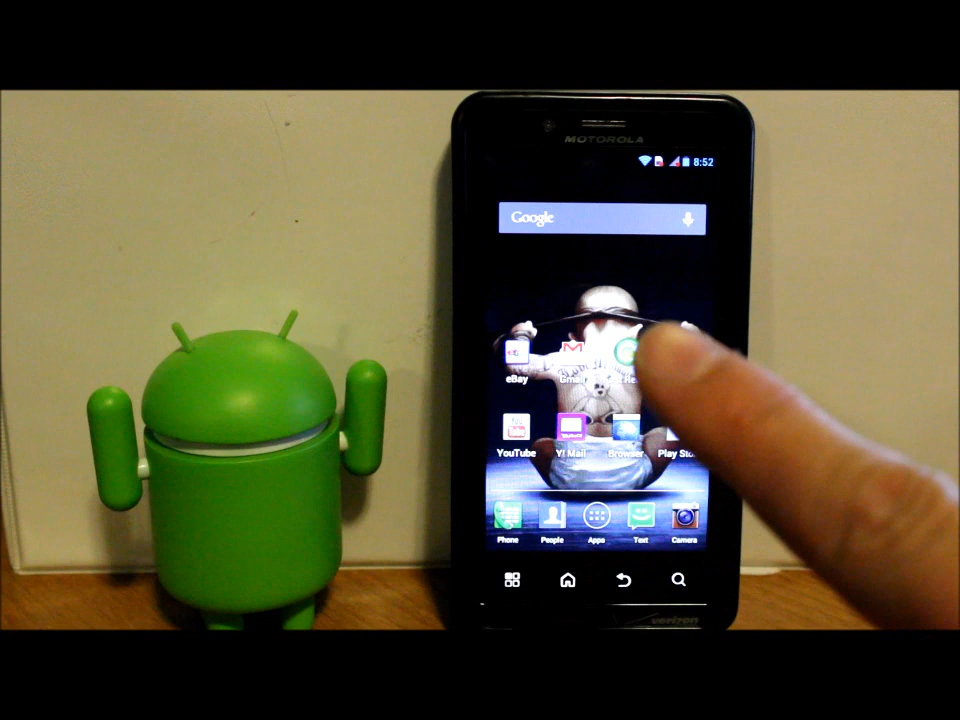 MOTOROLA
8:52
Google
eBay
Gmail
YouTube
Y! Mail
Browser
Play Sto
Phone
People
Apps
Text
Camera
verizon